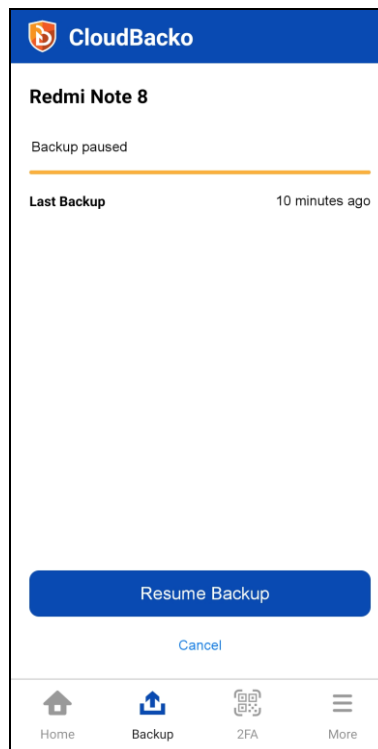 CloudBacko
Redmi Note 8
Backup paused
Last Backup 10 minutes ago
Resume Backup
Cancel
Home Backup 2FA More